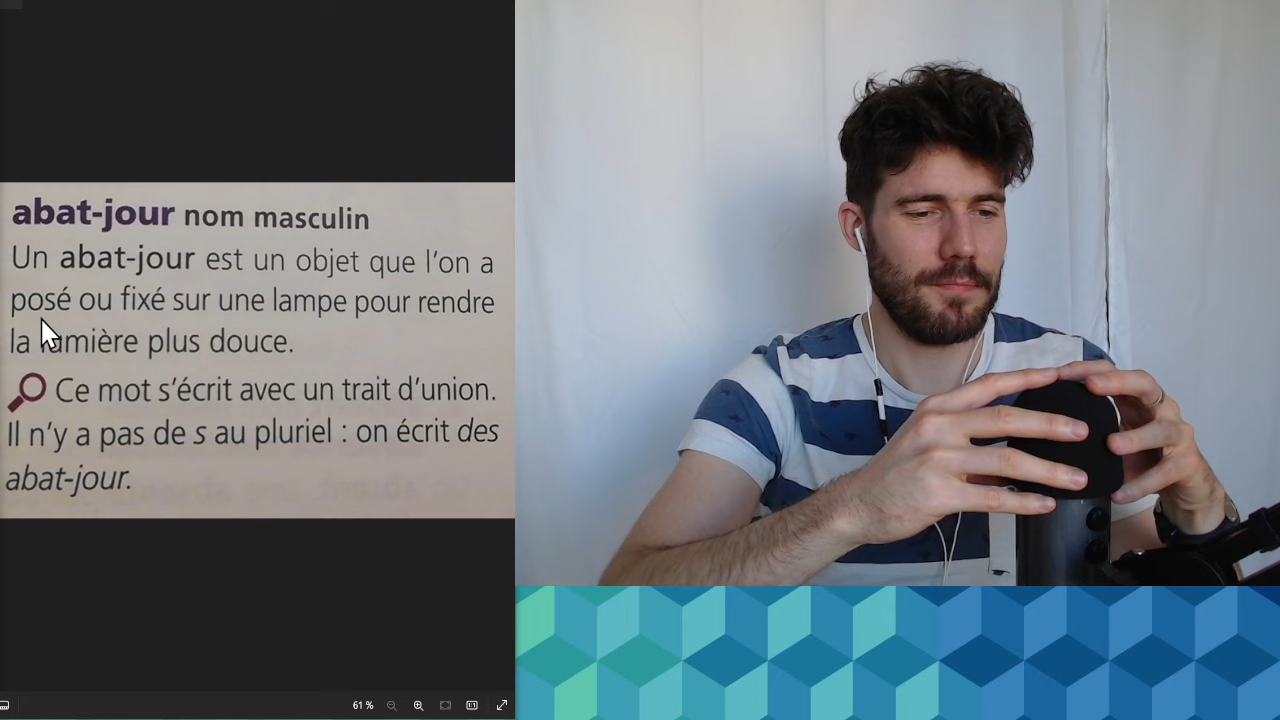 abat-jour nom masculin
Un abat-jour est un objet que l'on a
posé ou fixé sur une lampe pour rendre
la lumière plus douce.
Ce mot s'écrit avec un trait d'union.
Il n'y a pas de s au pluriel : on écrit des
abat-jour.
61 %